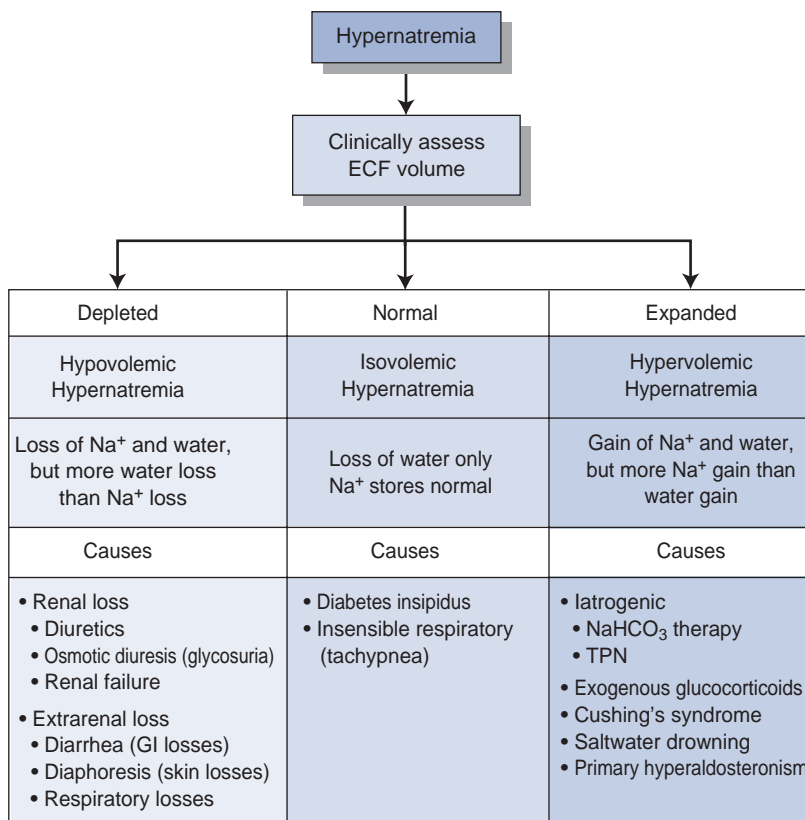 Hypernatremia
Clinically assess
ECF volume
Depleted
Normal
Expanded
Hypovolemic
Hypernatremia
Isovolemic
Hypernatremia
Hypervolemic
Hypernatremia
Loss of Na⁺ and water,
but more water loss
than Na⁺ loss
Loss of water only
Na⁺ stores normal
Gain of Na⁺ and water,
but more Na⁺ gain than
water gain
Causes
Causes
Causes
• Renal loss
• Diuretics
• Osmotic diuresis (glycosuria)
• Renal failure
• Extrarenal loss
• Diarrhea (GI losses)
• Diaphoresis (skin losses)
• Respiratory losses
• Diabetes insipidus
• Insensible respiratory
(tachypnea)
• Iatrogenic
• NaHCO₃ therapy
• TPN
• Exogenous glucocorticoids
• Cushing's syndrome
• Saltwater drowning
• Primary hyperaldosteronism